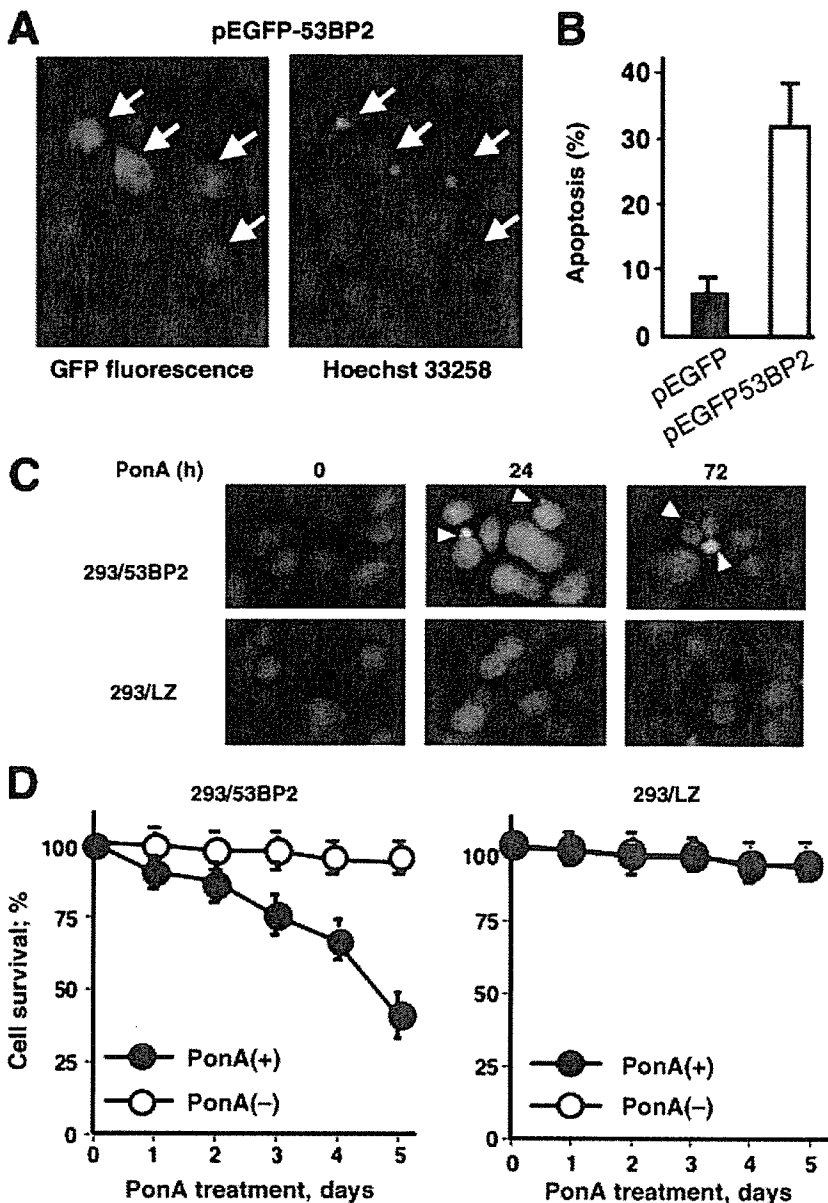 A
pEGFP-53BP2
GFP fluorescence
Hoechst 33258
B
Apoptosis (%)
40
30
20
10
0
pEGFP
pEGFP53BP2
C
PonA (h)
0
24
72
293/53BP2
293/LZ
D
293/53BP2
Cell survival; %
100
75
50
25
0
PonA(+)
PonA(−)
0 1 2 3 4 5
PonA treatment, days
293/LZ
100
75
50
25
0
PonA(+)
PonA(−)
0 1 2 3 4 5
PonA treatment, days